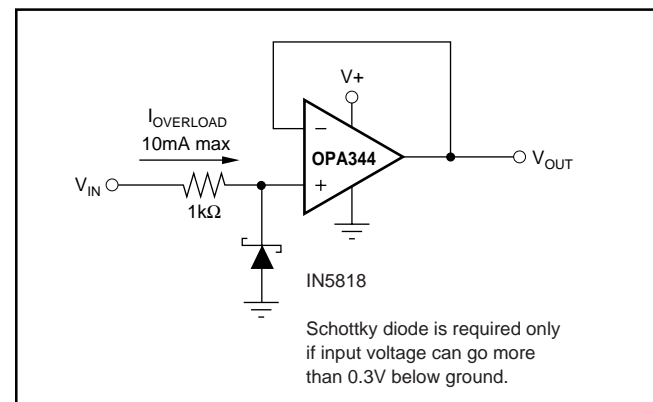 V+
I_OVERLOAD
10mA max
−
OPA344
V_OUT
V_IN
+
1kΩ
IN5818
Schottky diode is required only
if input voltage can go more
than 0.3V below ground.